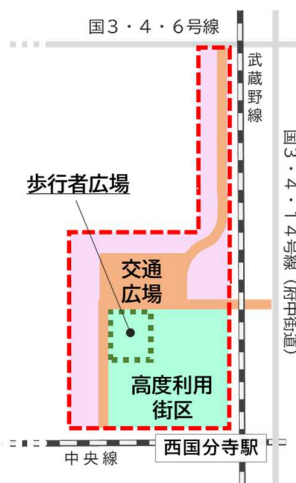 国3・4・6号線
武蔵野線
国3・4・14号線（府中街道）
歩行者広場
交通
広場
高度利用
街区
西国分寺駅
中央線